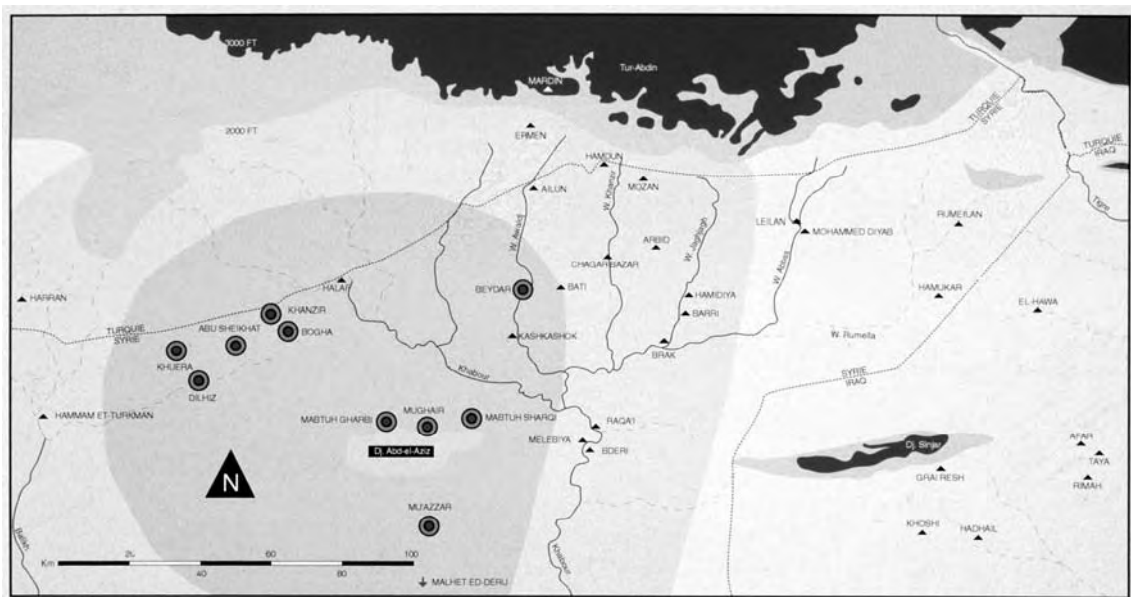 3000 FT
Tur-Abdin
MARDIN
2000 FT
ERMEN
TURQUIE
SYRIE
TURQUIE
IRAQ
HAMDUN
MOZAN
AILUN
W. Khanzir
W. Awaidj
W. Jaghjagh
Tigre
LEILAN
MOHAMMED DIYAB
RUMEILAN
ARBID
CHAGAR BAZAR
W. Abbas
HALAF
BEYDAR
BATI
HAMIDIYA
HAMUKAR
HARRAN
KHANZIR
BARRI
EL-HAWA
TURQUIE
SYRIE
ABU SHEIKHAT
BOGHA
KASHKASHOK
W. Rumeila
KHUERA
BRAK
Khabour
SYRIE
IRAQ
DILHIZ
HAMMAM ET-TURKMAN
MABTUH GHARBI
MUGHAIR
MABTUH SHARQI
RAQA'I
MELEBIYA
BDERI
Dj. Abd-el-Aziz
Dj. Sinjar
AFAR
TAYA
GRAI RESH
RIMAH
N
MU'AZZAR
KHOSHI
HADHAIL
Balikh
Khabour
20
60
100
Km
40
80
MALHET ED-DERU